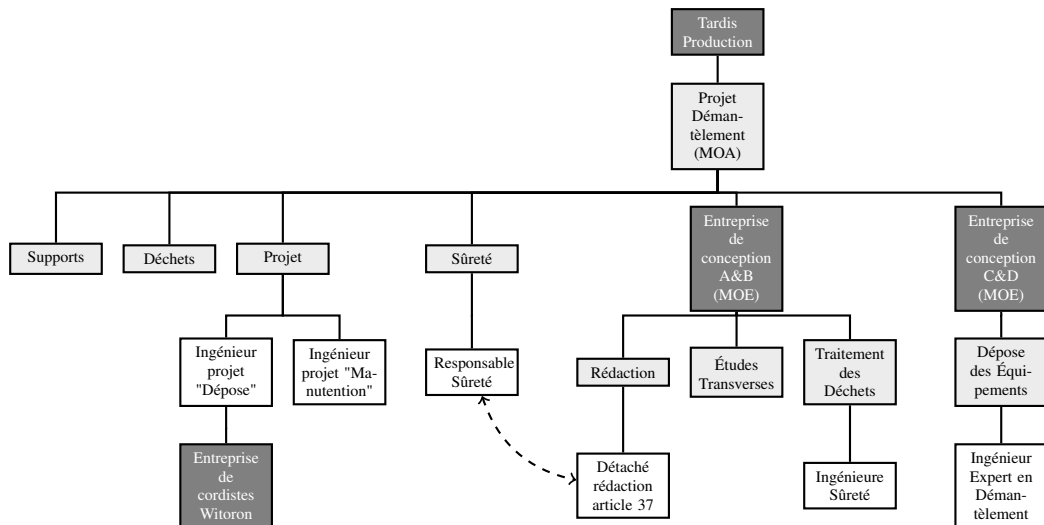 Tardis
Production
Projet
Déman-
tèlement
(MOA)
Supports
Déchets
Projet
Sûreté
Entreprise
de
conception
A&B
(MOE)
Entreprise
de
conception
C&D
(MOE)
Ingénieur
projet
"Dépose"
Ingénieur
projet "Ma-
nutention"
Responsable
Sûreté
Rédaction
Études
Transverses
Traitement
des
Déchets
Dépose
des Équi-
pements
Entreprise
de
cordistes
Witoron
Détaché
rédaction
article 37
Ingénieure
Sûreté
Ingénieur
Expert en
Déman-
tèlement